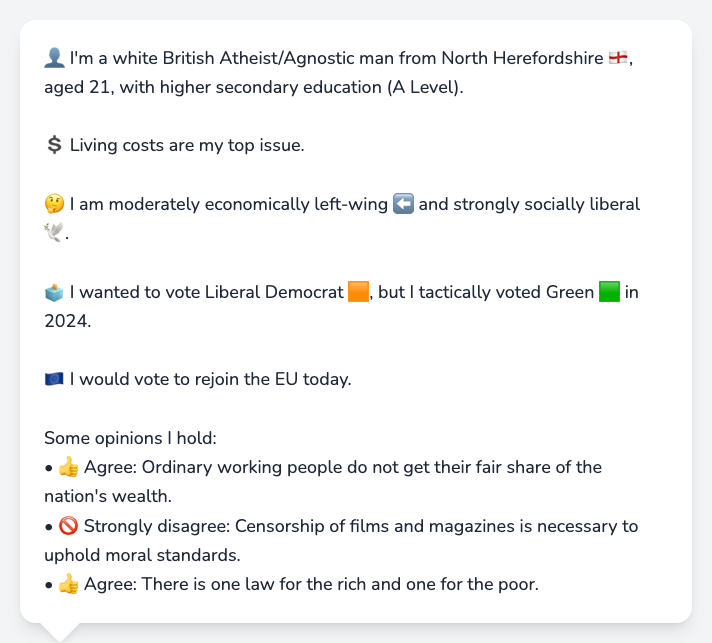 👤 I'm a white British Atheist/Agnostic man from North Herefordshire 🏴󠁧󠁢󠁥󠁮󠁧󠁿,
aged 21, with higher secondary education (A Level).
💲 Living costs are my top issue.
🤔 I am moderately economically left-wing ⬅️ and strongly socially liberal
🕊️.
🗳️ I wanted to vote Liberal Democrat 🟧, but I tactically voted Green 🟩 in
2024.
🇪🇺 I would vote to rejoin the EU today.
Some opinions I hold:
• 👍 Agree: Ordinary working people do not get their fair share of the
nation's wealth.
• 🚫 Strongly disagree: Censorship of films and magazines is necessary to
uphold moral standards.
• 👍 Agree: There is one law for the rich and one for the poor.